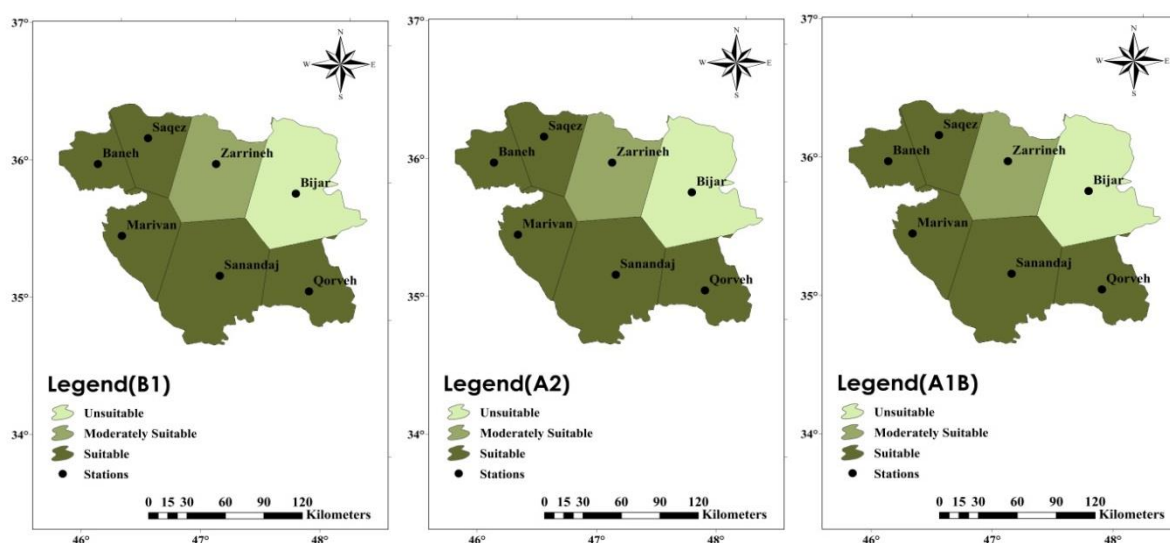 37°
36°
35°
34°
N
W
E
S
Saqez
Baneh
Zarrineh
Bijar
Marivan
Sanandaj
Qorveh
Legend(B1)
Unsuitable
Moderately Suitable
Suitable
Stations
0 15 30 60 90 120
Kilometers
46° 47° 48°
37°
36°
35°
34°
N
W
E
S
Saqez
Baneh
Zarrineh
Bijar
Marivan
Sanandaj
Qorveh
Legend(A2)
Unsuitable
Moderately Suitable
Suitable
Stations
0 15 30 60 90 120
Kilometers
46° 47° 48°
37°
36°
35°
34°
N
W
E
S
Saqez
Baneh
Zarrineh
Bijar
Marivan
Sanandaj
Qorveh
Legend(A1B)
Unsuitable
Moderately Suitable
Suitable
Stations
0 15 30 60 90 120
Kilometers
46° 47° 48°